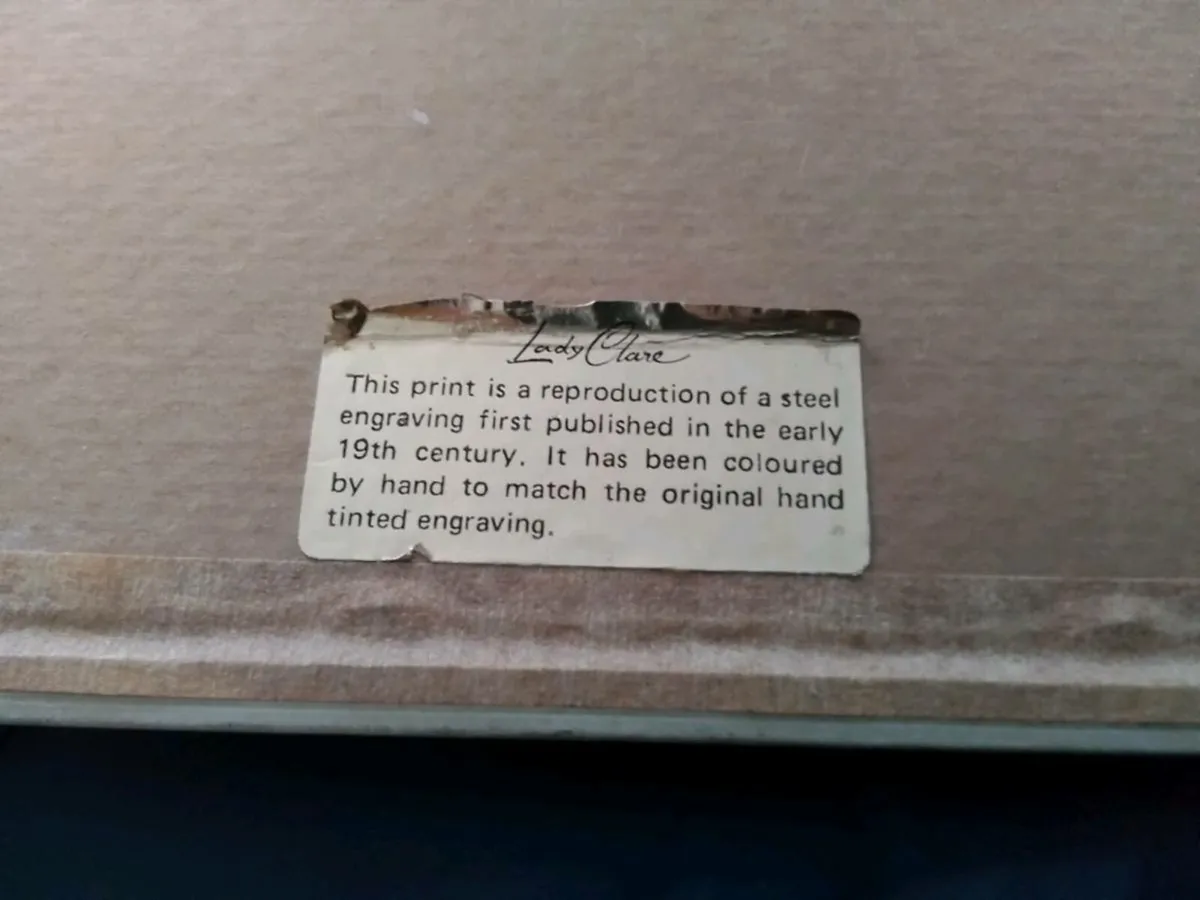 Lady Clare
This print is a reproduction of a steel
engraving first published in the early
19th century. It has been coloured
by hand to match the original hand
tinted engraving.